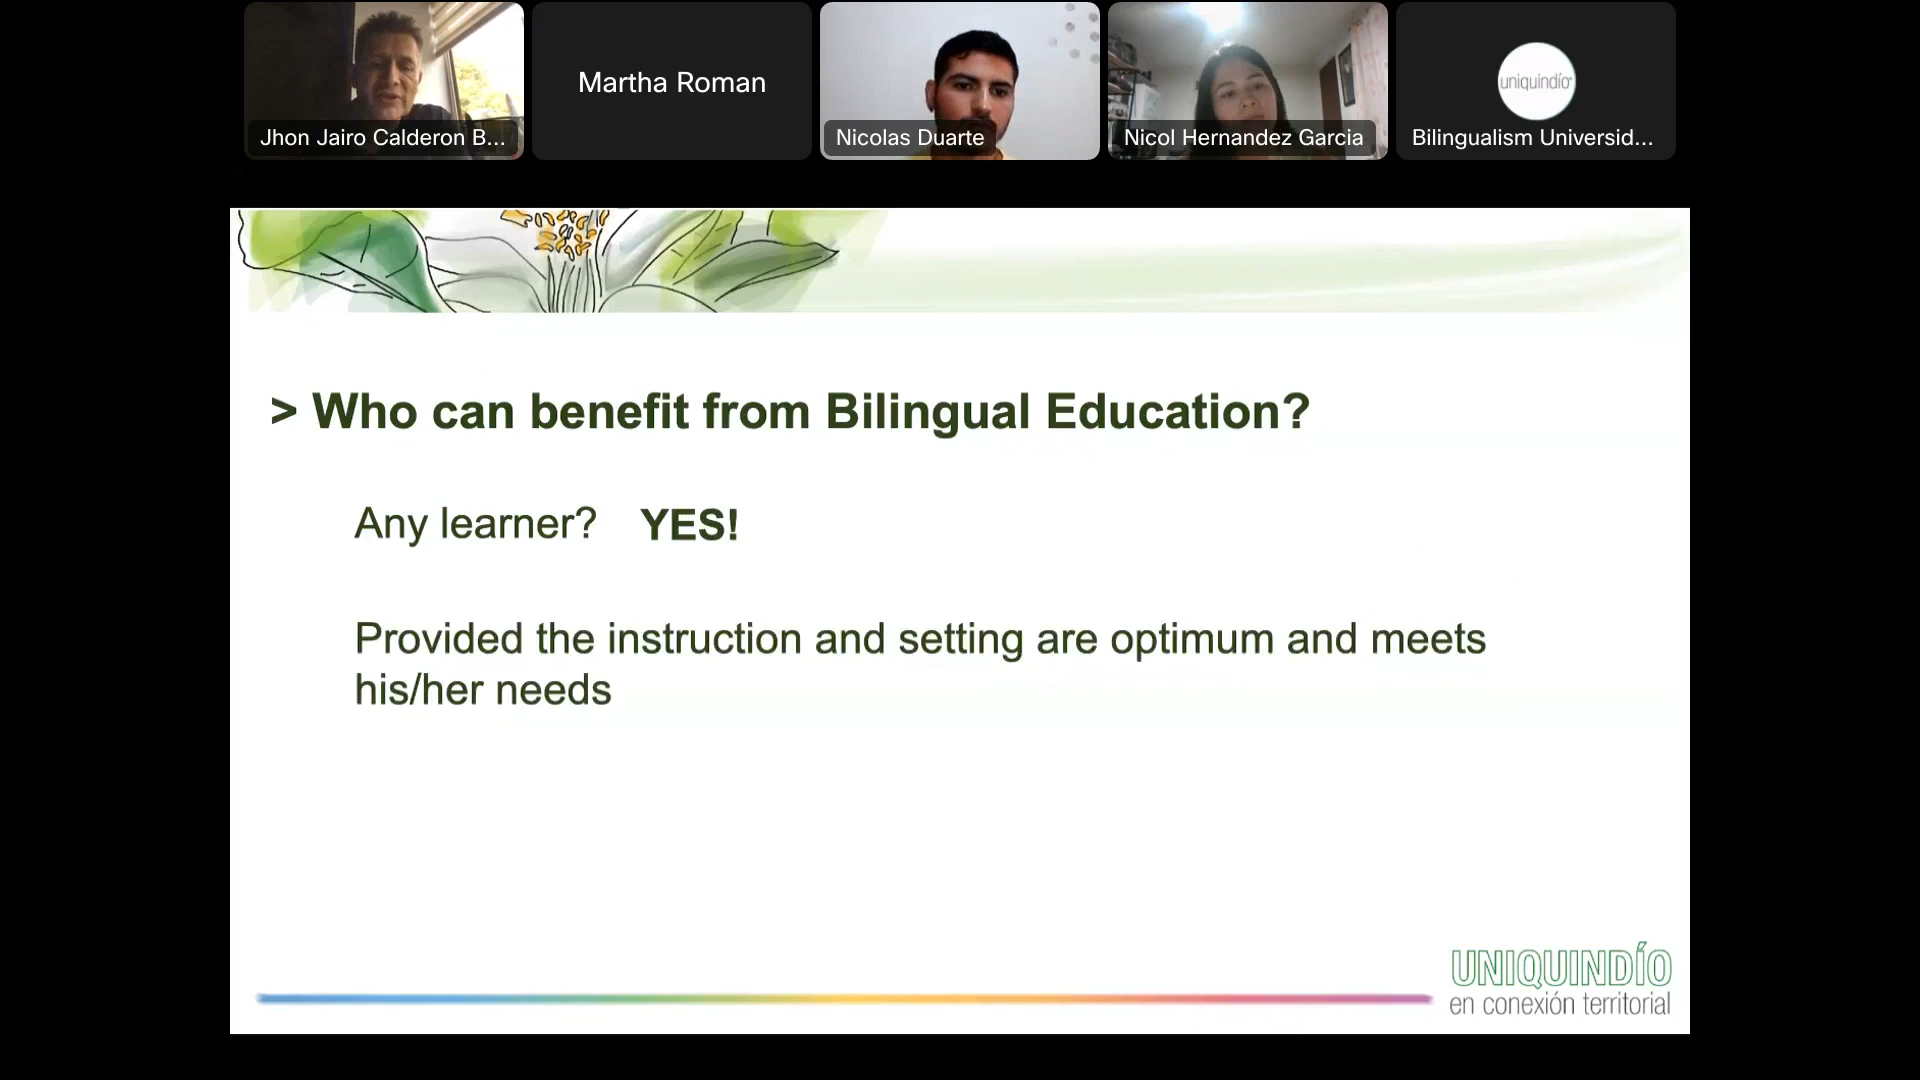 Martha Roman
uniquindío
Jhon Jairo Calderon B...
Nicolas Duarte
Nicol Hernandez Garcia
Bilingualism Universid...
> Who can benefit from Bilingual Education?
Any learner? YES!
Provided the instruction and setting are optimum and meets
his/her needs
UNIQUINDÍO
en conexión territorial